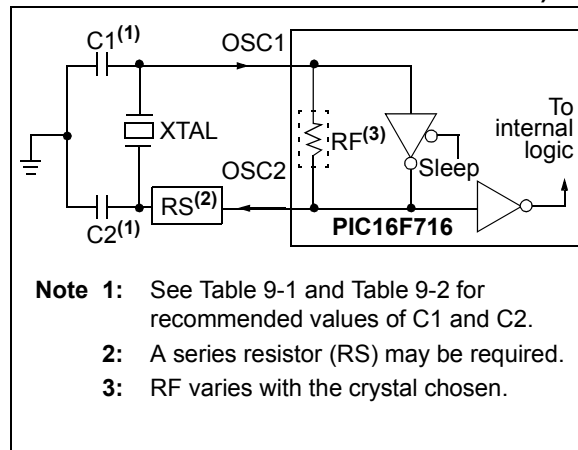 C1(1)
OSC1
XTAL
RF(3)
To
internal
logic
OSC2
Sleep
RS(2)
C2(1)
PIC16F716
Note 1: See Table 9-1 and Table 9-2 for
recommended values of C1 and C2.
2: A series resistor (RS) may be required.
3: RF varies with the crystal chosen.